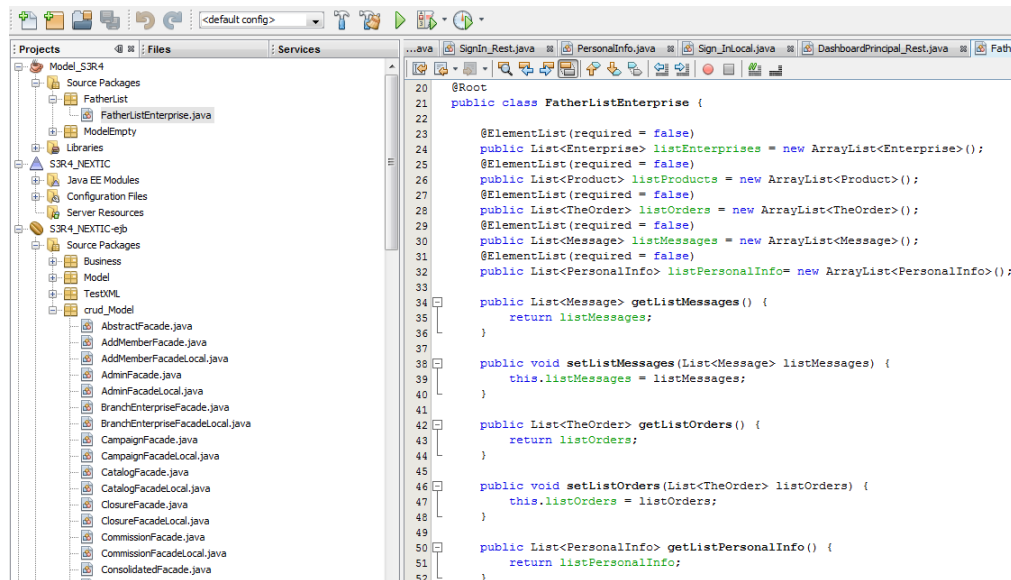 <default config>
Projects
Files
Services
Model_S3R4
Source Packages
FatherList
FatherListEnterprise.java
ModelEmpty
Libraries
S3R4_NEXTIC
Java EE Modules
Configuration Files
Server Resources
S3R4_NEXTIC-ejb
Source Packages
Business
Model
TestXML
crud_Model
AbstractFacade.java
AddMemberFacade.java
AddMemberFacadeLocal.java
AdminFacade.java
AdminFacadeLocal.java
BranchEnterpriseFacade.java
BranchEnterpriseFacadeLocal.java
CampaignFacade.java
CampaignFacadeLocal.java
CatalogFacade.java
CatalogFacadeLocal.java
ClosureFacade.java
ClosureFacadeLocal.java
CommissionFacade.java
CommissionFacadeLocal.java
ConsolidatedFacade.java
...ava
SignIn_Rest.java
PersonalInfo.java
Sign_InLocal.java
DashboardPrincipal_Rest.java
Fath
20 @Root
21 public class FatherListEnterprise {
22
23 @ElementList(required = false)
24 public List<Enterprise> listEnterprises = new ArrayList<Enterprise>();
25 @ElementList(required = false)
26 public List<Product> listProducts = new ArrayList<Product>();
27 @ElementList(required = false)
28 public List<TheOrder> listOrders = new ArrayList<TheOrder>();
29 @ElementList(required = false)
30 public List<Message> listMessages = new ArrayList<Message>();
31 @ElementList(required = false)
32 public List<PersonalInfo> listPersonalInfo= new ArrayList<PersonalInfo>();
33
34 public List<Message> getListMessages() {
35 return listMessages;
36 }
37
38 public void setListMessages(List<Message> listMessages) {
39 this.listMessages = listMessages;
40 }
41
42 public List<TheOrder> getListOrders() {
43 return listOrders;
44 }
45
46 public void setListOrders(List<TheOrder> listOrders) {
47 this.listOrders = listOrders;
48 }
49
50 public List<PersonalInfo> getListPersonalInfo() {
51 return listPersonalInfo;
52 }